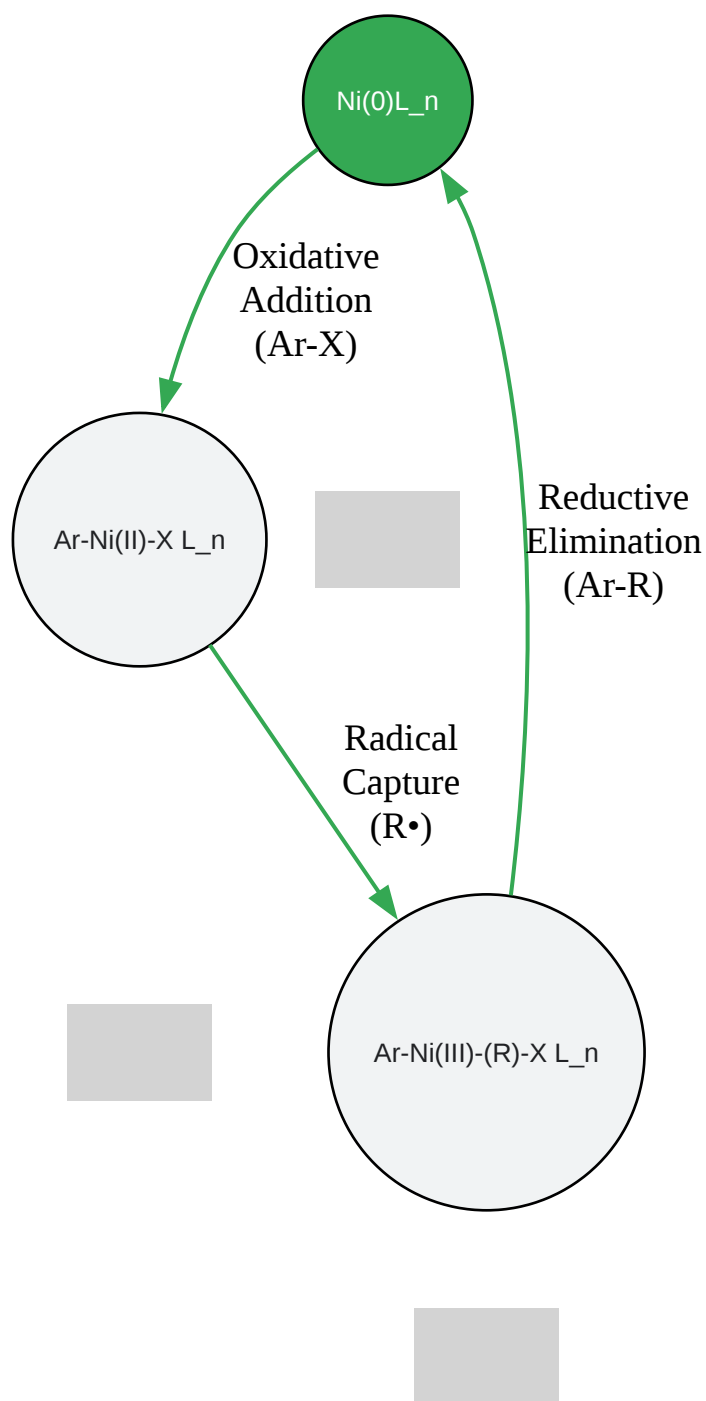 Ni(0)L_n
Oxidative
Addition
(Ar-X)
Ar-Ni(II)-X L_n
Reductive
Elimination
(Ar-R)
Radical
Capture
(R•)
Ar-Ni(III)-(R)-X L_n